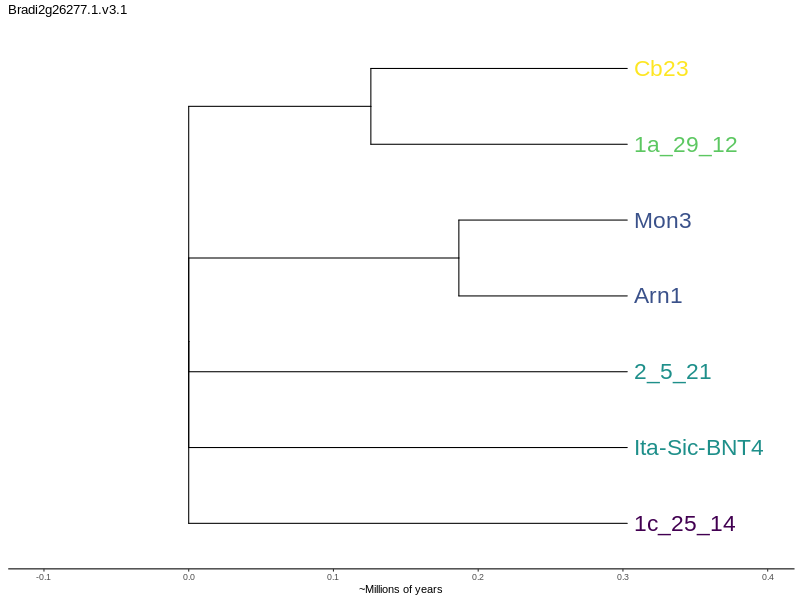 Bradi2g26277.1.v3.1
Cb23
1a_29_12
Mon3
Arn1
2_5_21
Ita-Sic-BNT4
1c_25_14
-0.1 0.0 0.1 0.2 0.3 0.4
~Millions of years